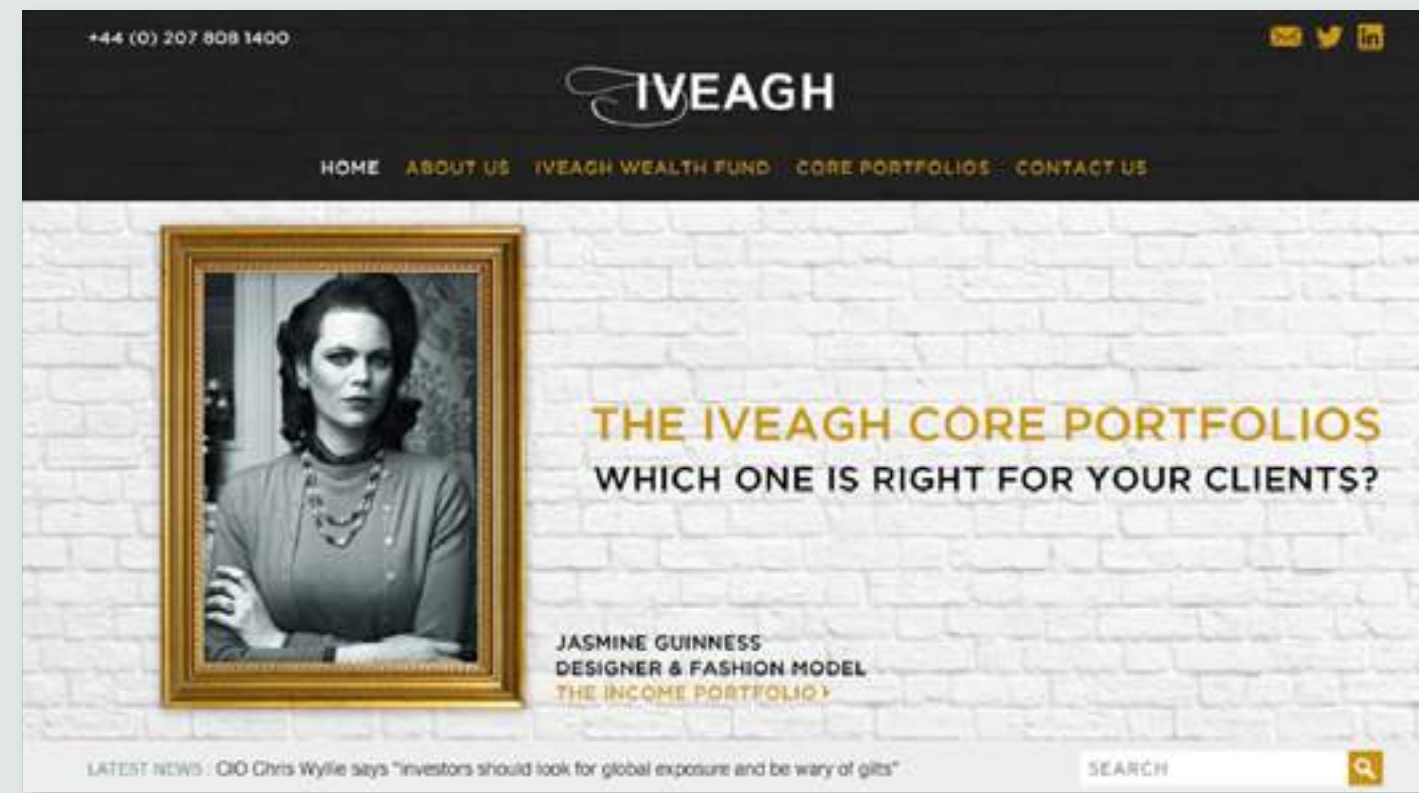 +44 (0) 207 808 1400
in
IVEAGH
HOME ABOUT US IVEAGH WEALTH FUND CORE PORTFOLIOS CONTACT US
THE IVEAGH CORE PORTFOLIOS
WHICH ONE IS RIGHT FOR YOUR CLIENTS?
JASMINE GUINNESS
DESIGNER & FASHION MODEL
THE INCOME PORTFOLIO
LATEST NEWS : CIO Chris Wylie says "investors should look for global exposure and be wary of gilts"
SEARCH